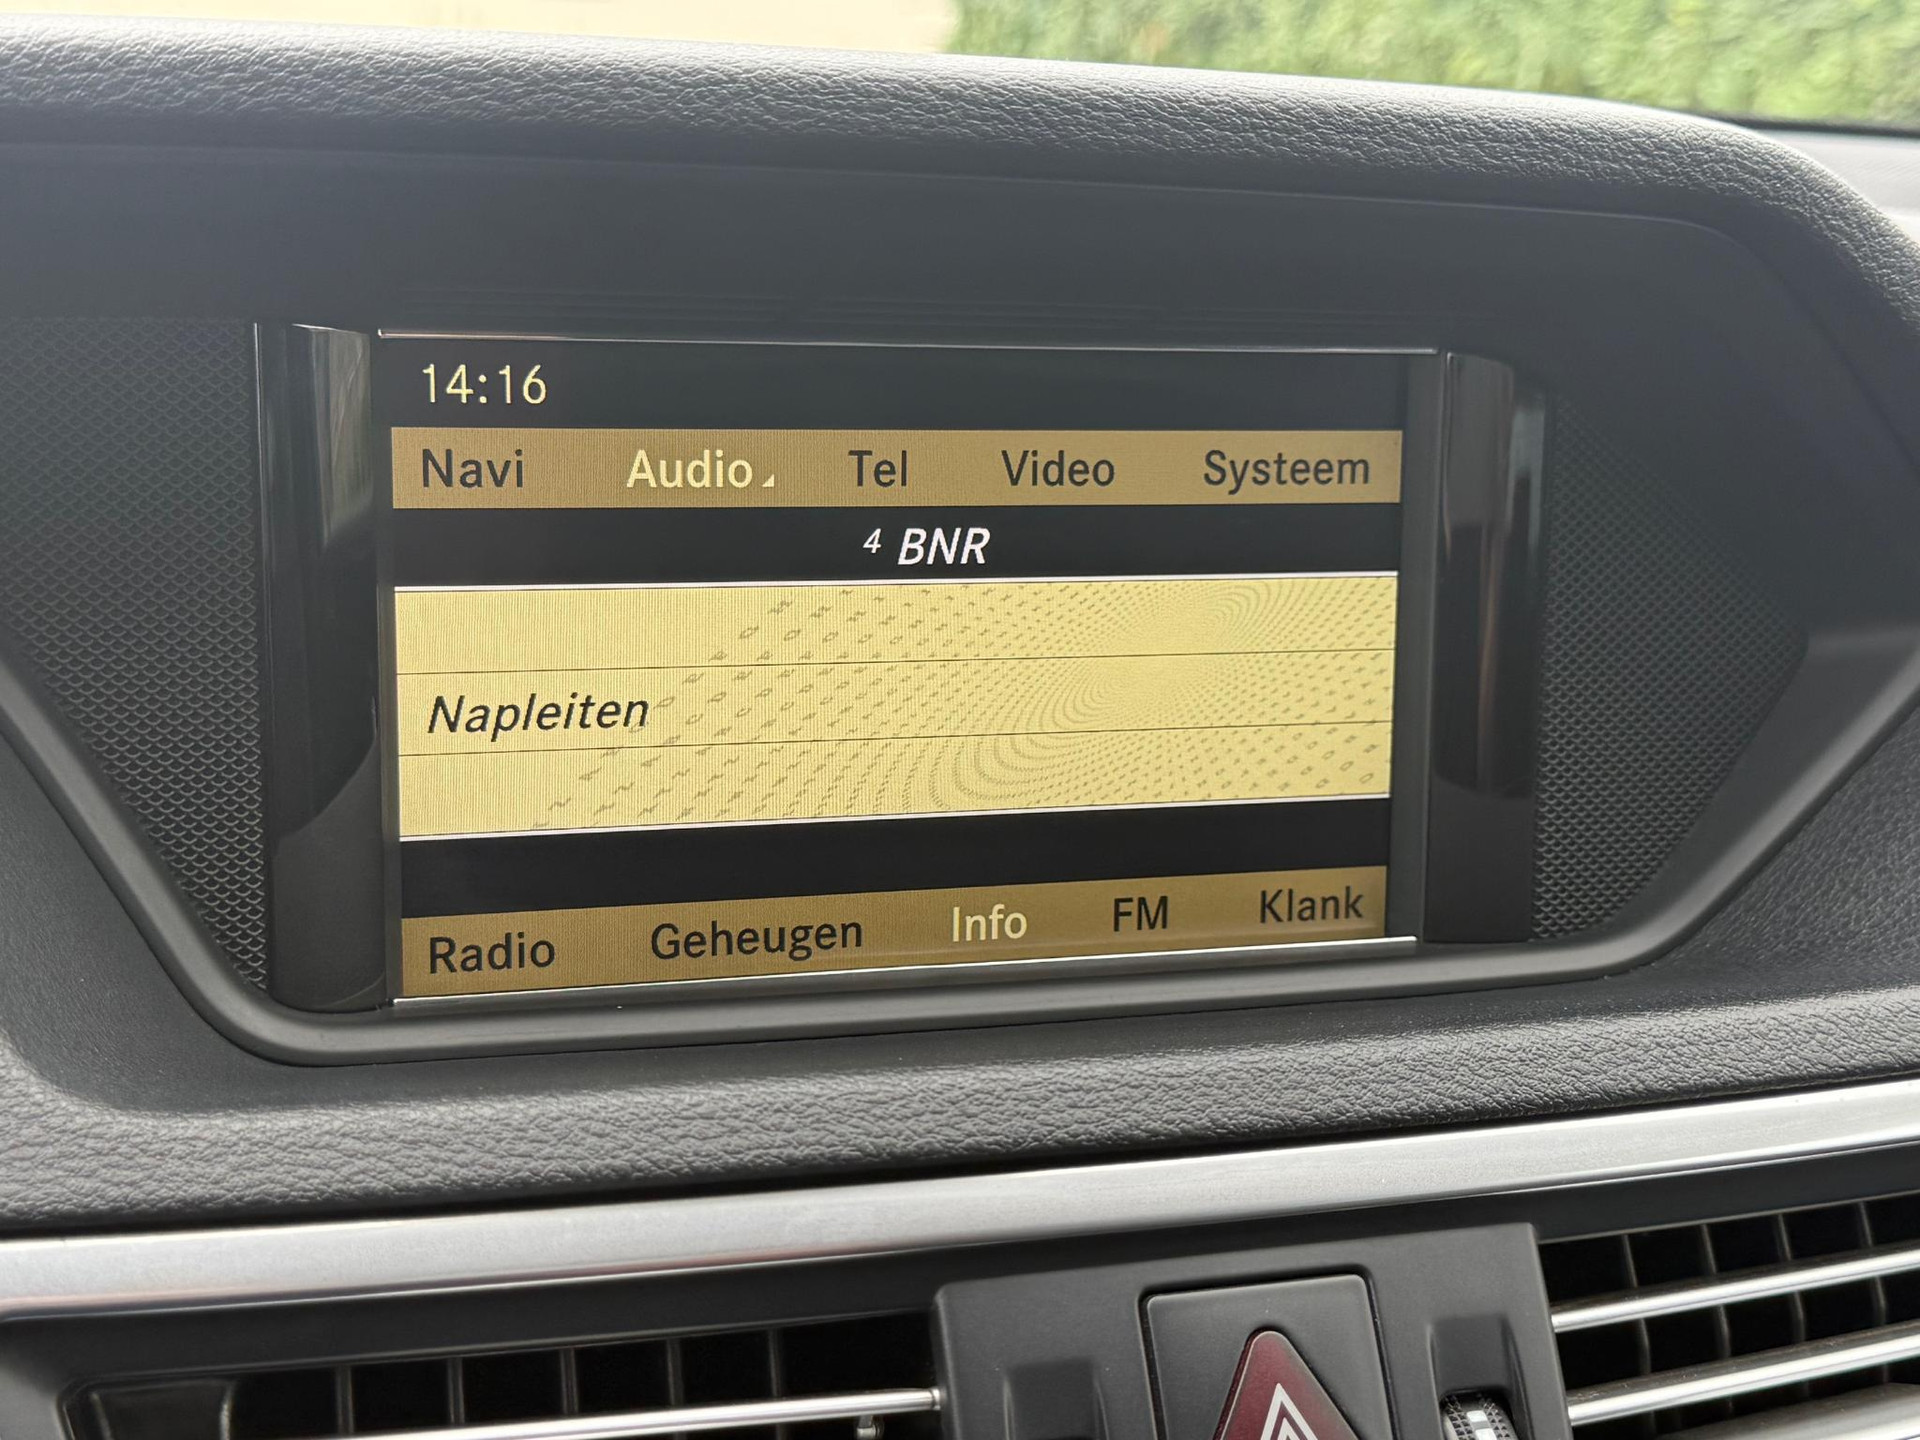 14:16
Navi Audio Tel Video Systeem
4 BNR
Napleiten
Radio Geheugen Info FM Klank